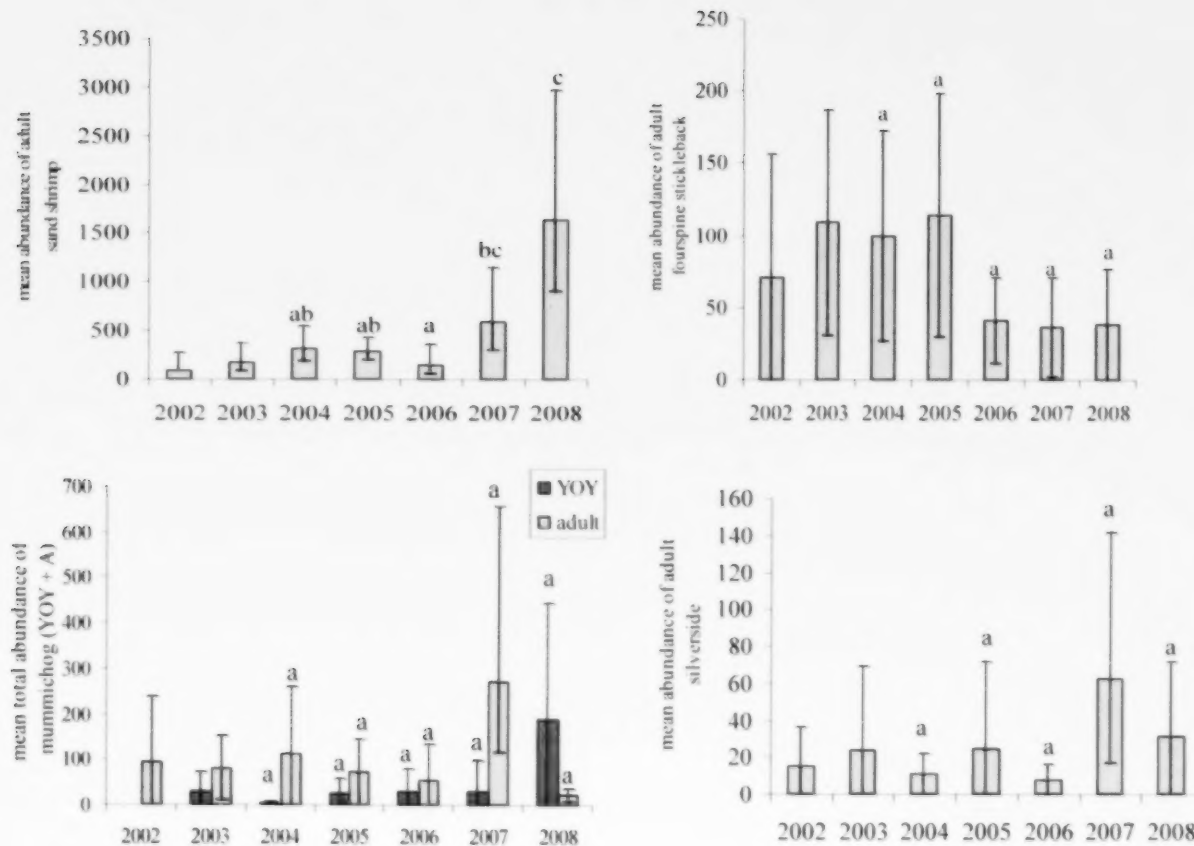 mean abundance of adult
sand shrimp
3500
3000
2500
2000
1500
1000
500
0
ab
ab
a
bc
c
2002 2003 2004 2005 2006 2007 2008
mean abundance of adult
fourspine stickleback
250
200
150
100
50
0
a
a
a
a
a
2002 2003 2004 2005 2006 2007 2008
mean total abundance of
mummichog (YOY + A)
700
600
500
400
300
200
100
0
YOY
adult
a
a
a
a
a
a
a
a
a
2002 2003 2004 2005 2006 2007 2008
mean abundance of adult
silverside
160
140
120
100
80
60
40
20
0
a
a
a
a
a
2002 2003 2004 2005 2006 2007 2008